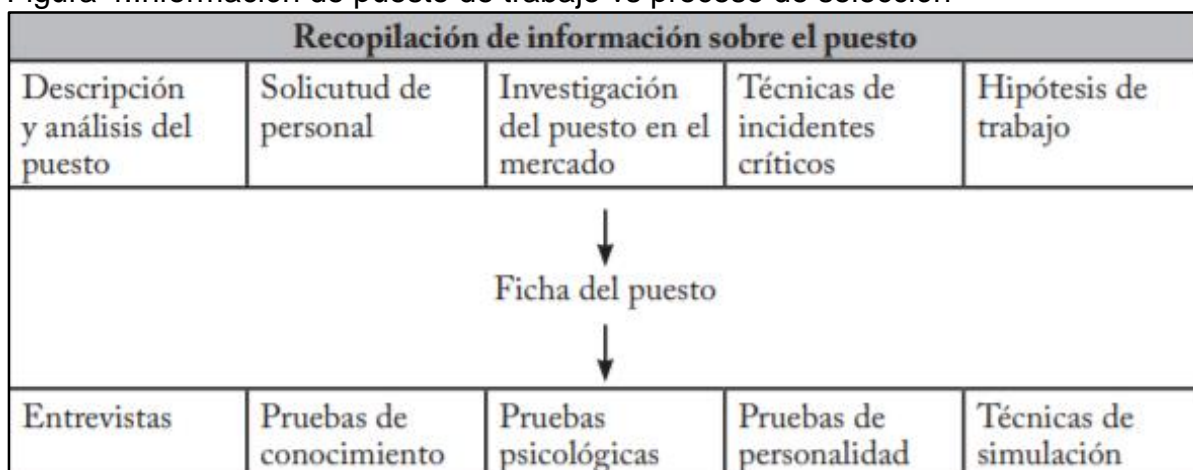 Recopilación de información sobre el puesto
Descripción
y análisis del
puesto
Solicutud de
personal
Investigación
del puesto en el
mercado
Técnicas de
incidentes
críticos
Hipótesis de
trabajo
Ficha del puesto
Entrevistas
Pruebas de
conocimiento
Pruebas
psicológicas
Pruebas de
personalidad
Técnicas de
simulación